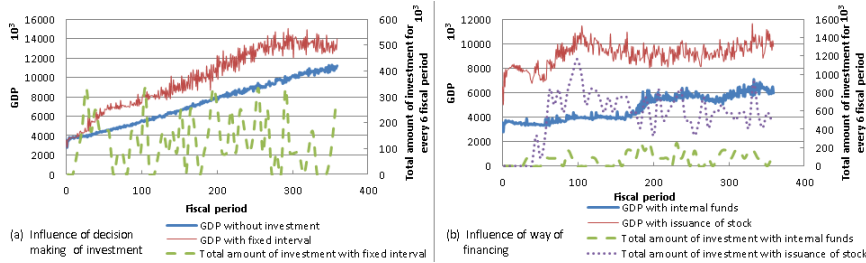 10³
16000
14000
12000
10000
8000
6000
4000
2000
0
GDP
0
100
200
300
400
Fiscal period
600
500
400
300
200
100
0
Total amount of investment for
every 6 fiscal period
10³
(a) Influence of decision
making of investment
GDP without investment
GDP with fixed interval
Total amount of investment with fixed interval
10³
12000
10000
8000
6000
4000
2000
0
GDP
0
100
200
300
400
Fiscal period
1600
1400
1200
1000
800
600
400
200
0
Total amount of investment for
every 6 fiscal period
10³
(b) Influence of way of
financing
GDP with internal funds
GDP with issuance of stock
Total amount of investment with internal funds
Total amount of investment with issuance of stock